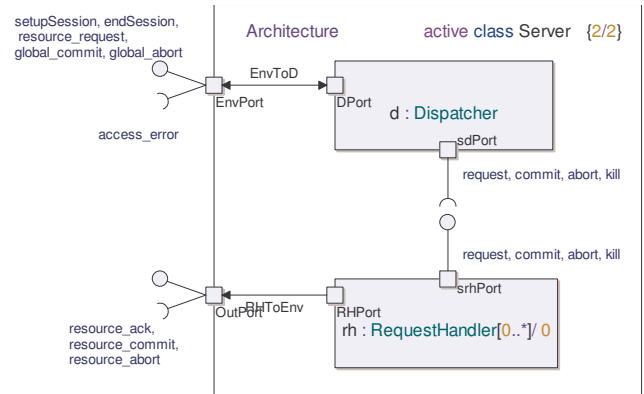 setupSession, endSession,
resource_request,
global_commit, global_abort
Architecture
active class Server {2/2}
EnvToD
EnvPort
DPort
d : Dispatcher
access_error
sdPort
request, commit, abort, kill
request, commit, abort, kill
srhPort
OutPort
RHToEnv
RHPort
rh : RequestHandler[0..*]/ 0
resource_ack,
resource_commit,
resource_abort